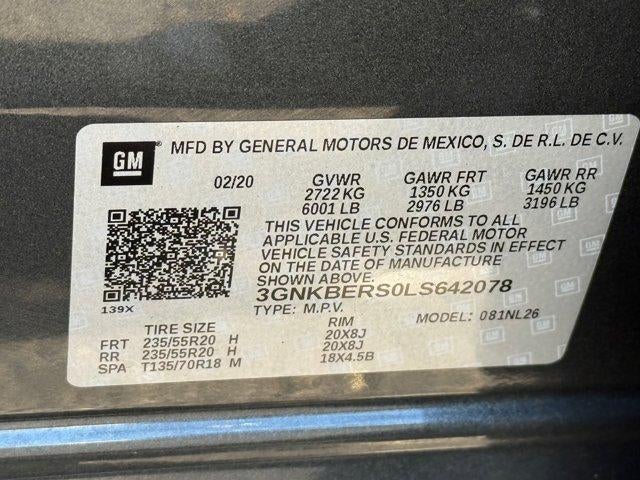 GM MFD BY GENERAL MOTORS DE MEXICO, S. DE R.L. DE C.V.
02/20 GVWR GAWR FRT GAWR RR
2722 KG 1350 KG 1450 KG
6001 LB 2976 LB 3196 LB
THIS VEHICLE CONFORMS TO ALL
APPLICABLE U.S. FEDERAL MOTOR
VEHICLE SAFETY STANDARDS IN EFFECT
ON THE DATE OF MANUFACTURE
SHOWN ABOVE.
3GNKBERS0LS642078
139X TYPE: M.P.V. MODEL: 081NL26
TIRE SIZE RIM
FRT 235/55R20 H 20X8J
RR 235/55R20 H 20X8J
SPA T135/70R18 M 18X4.5B